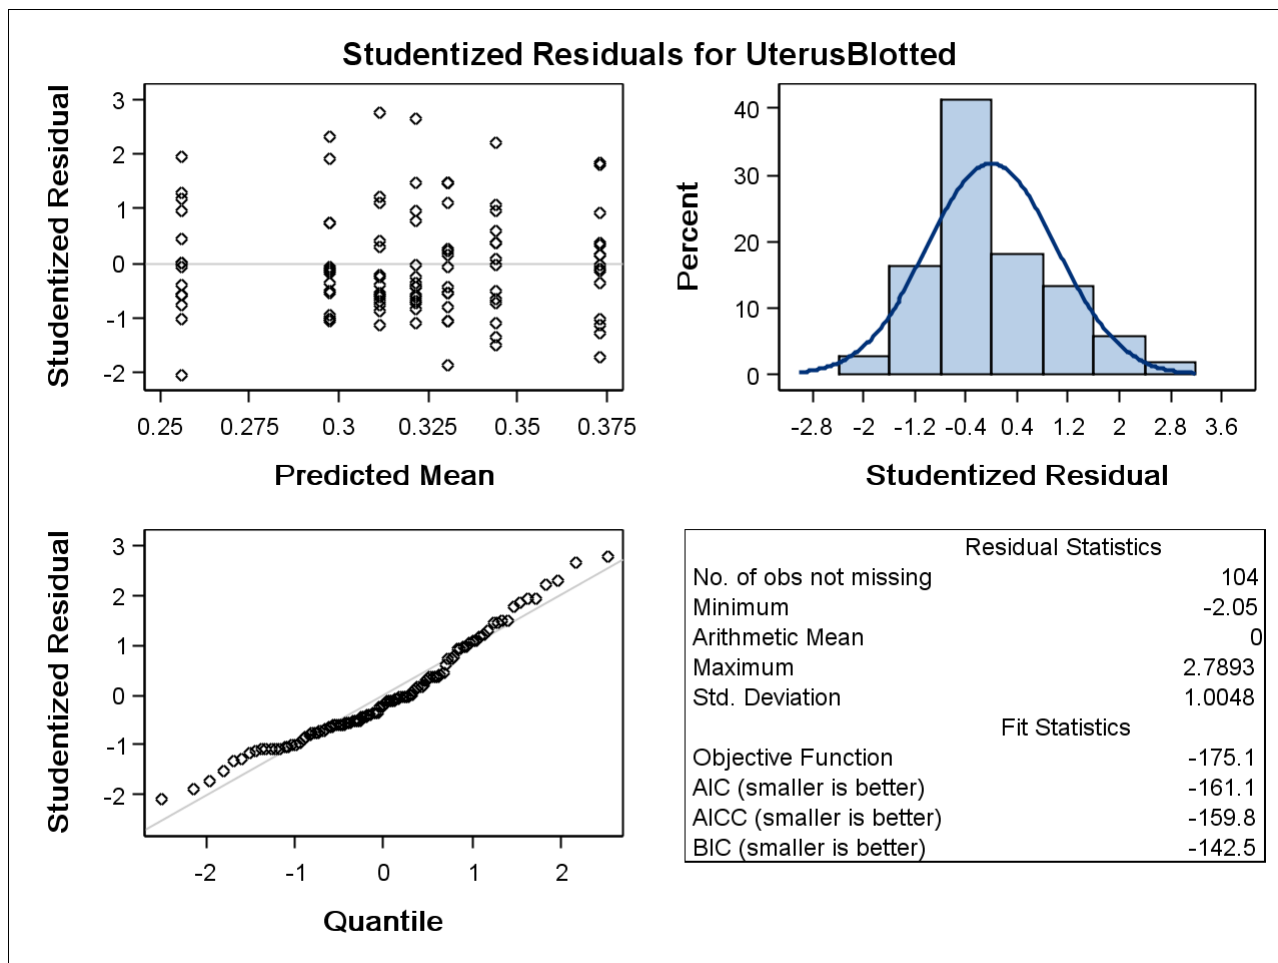 Studentized Residuals for UterusBlotted
Studentized Residual
3
2
1
0
-1
-2
0.25 0.275 0.3 0.325 0.35 0.375
Predicted Mean
Percent
40
30
20
10
0
-2.8 -2 -1.2 -0.4 0.4 1.2 2 2.8 3.6
Studentized Residual
Studentized Residual
3
2
1
0
-1
-2
-2 -1 0 1 2
Quantile
Residual Statistics
No. of obs not missing 104
Minimum -2.05
Arithmetic Mean 0
Maximum 2.7893
Std. Deviation 1.0048
Fit Statistics
Objective Function -175.1
AIC (smaller is better) -161.1
AICC (smaller is better) -159.8
BIC (smaller is better) -142.5